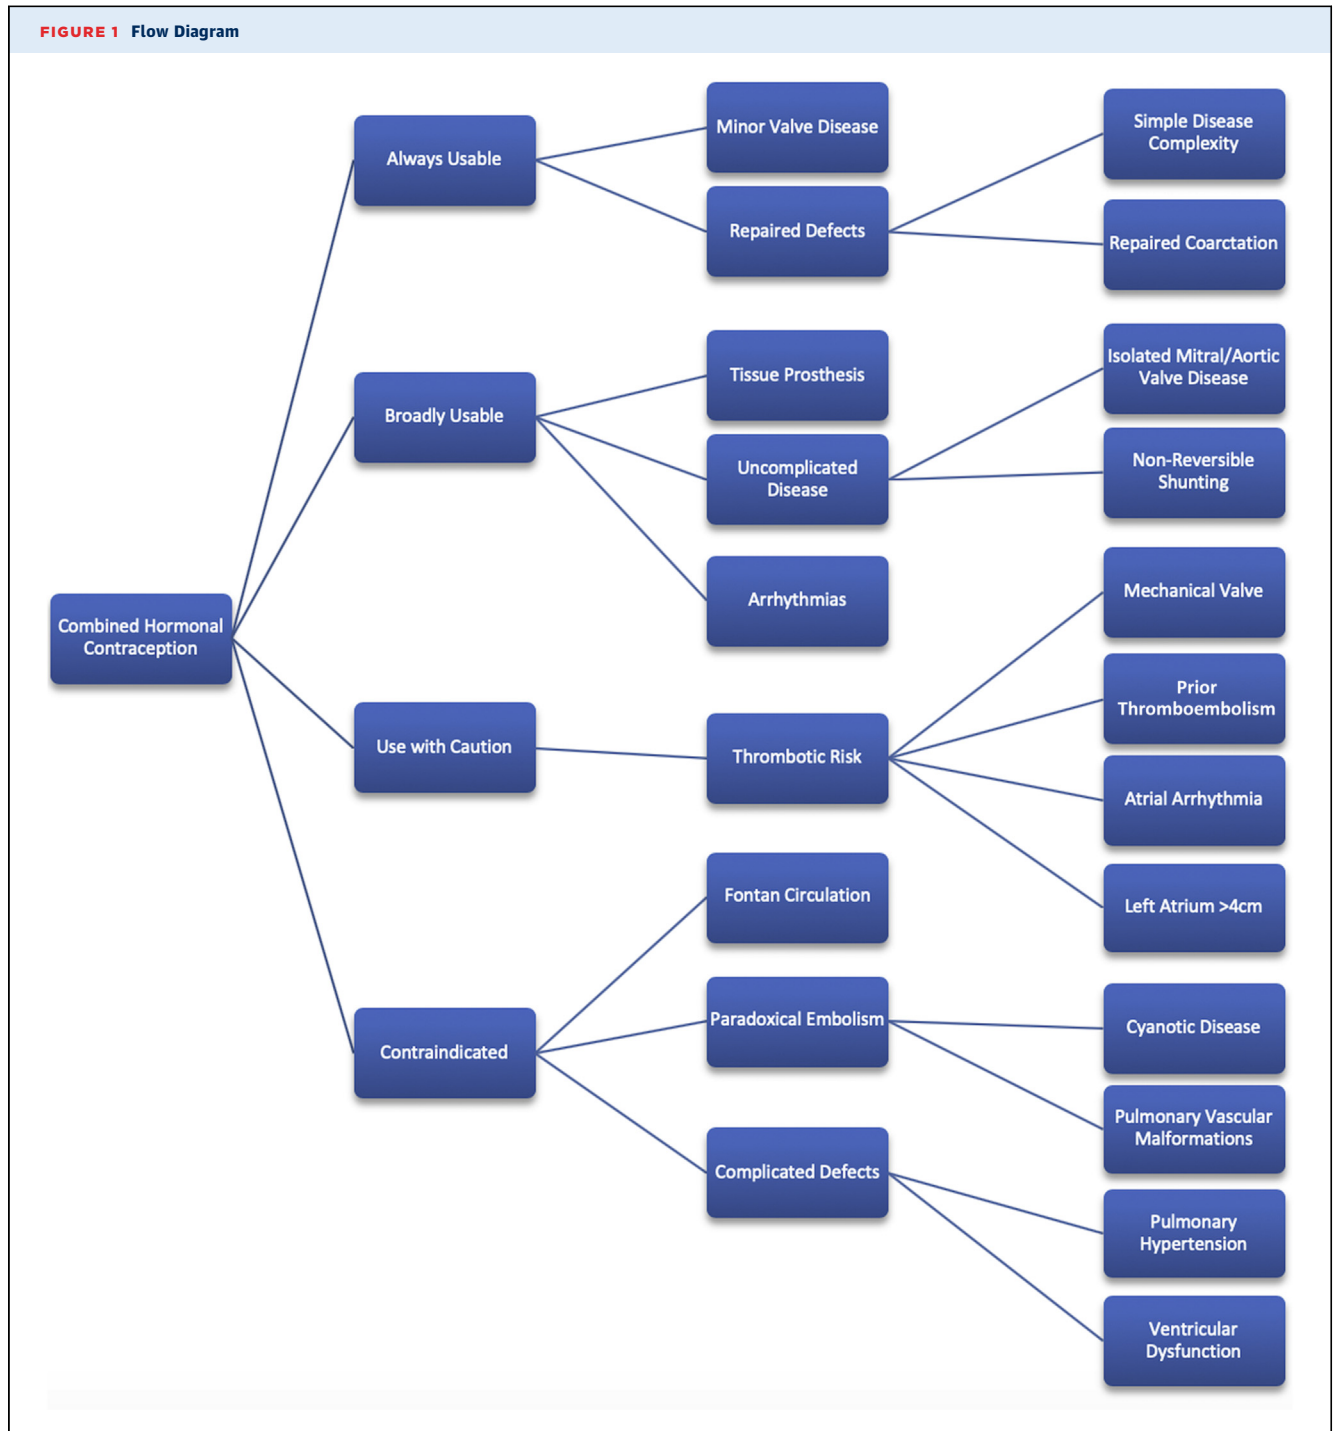 FIGURE 1 Flow Diagram
Combined Hormonal
Contraception
Always Usable
Minor Valve Disease
Repaired Defects
Simple Disease
Complexity
Repaired Coarctation
Broadly Usable
Tissue Prosthesis
Uncomplicated
Disease
Isolated Mitral/Aortic
Valve Disease
Non-Reversible
Shunting
Arrhythmias
Use with Caution
Thrombotic Risk
Mechanical Valve
Prior
Thromboembolism
Atrial Arrhythmia
Left Atrium >4cm
Contraindicated
Fontan Circulation
Paradoxical Embolism
Cyanotic Disease
Pulmonary Vascular
Malformations
Complicated Defects
Pulmonary
Hypertension
Ventricular
Dysfunction